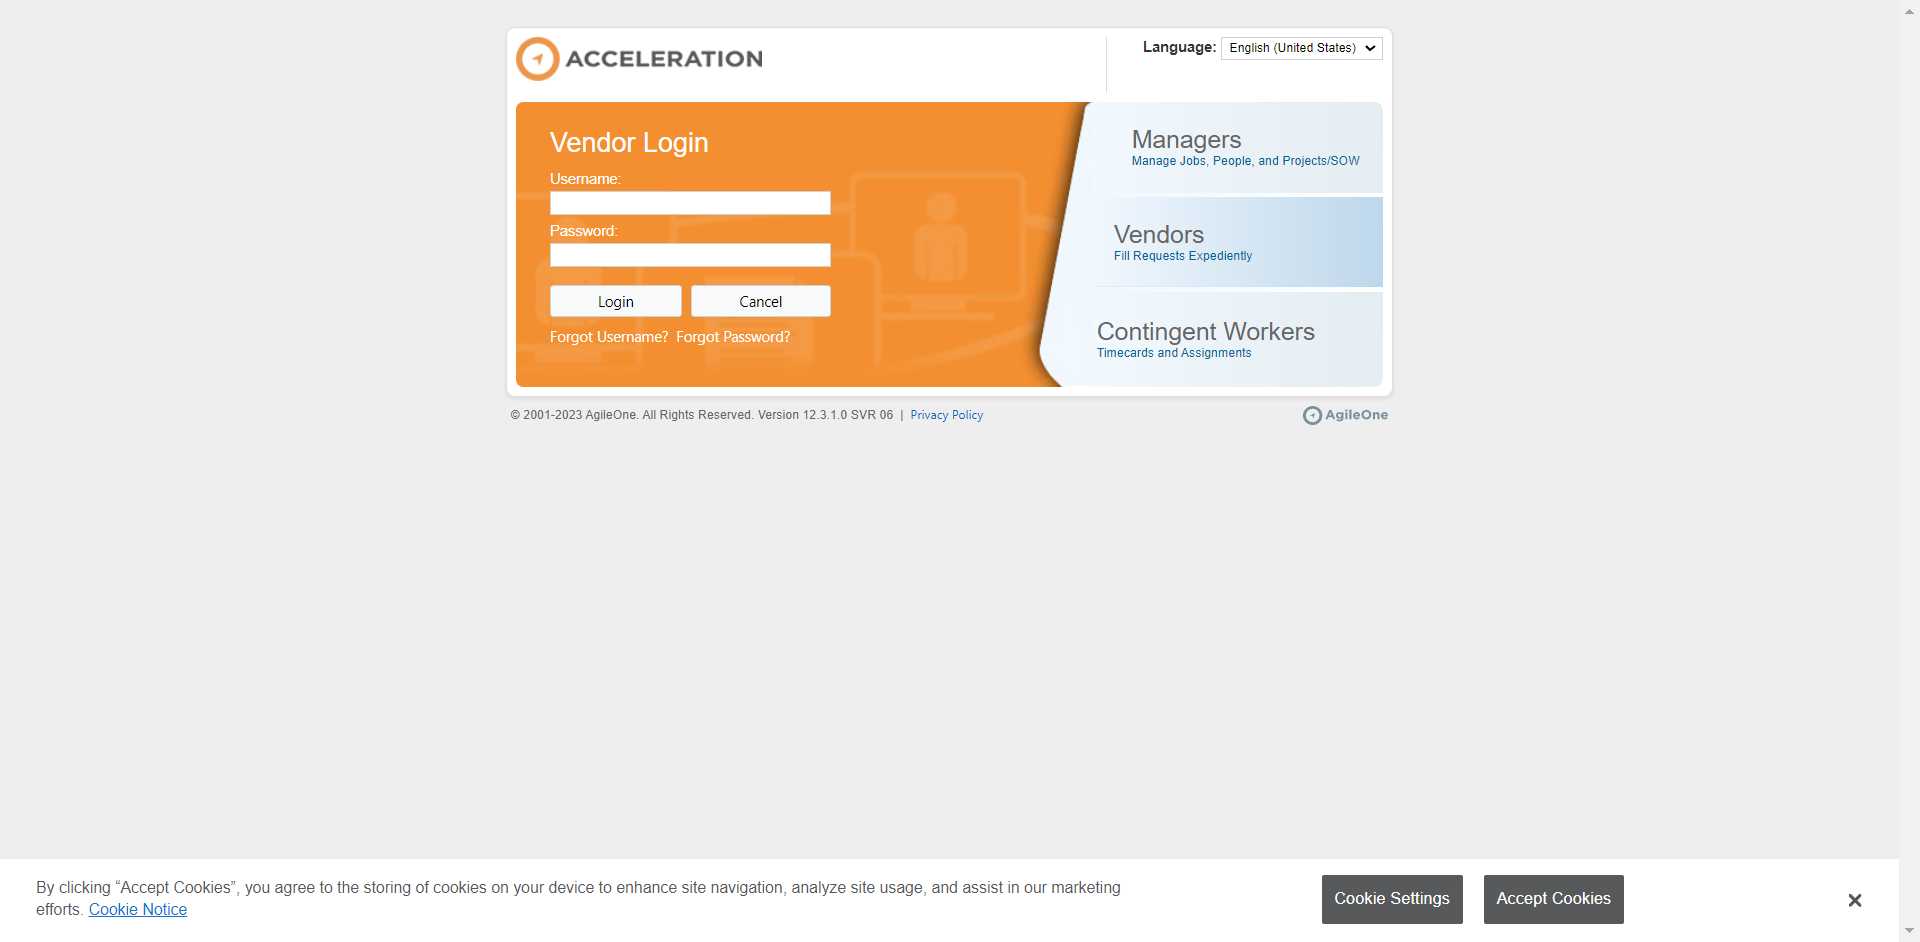 ACCELERATION
Language: English (United States)
Vendor Login
Username:
Password:
Login Cancel
Forgot Username? Forgot Password?
Managers
Manage Jobs, People, and Projects/SOW
Vendors
Fill Requests Expediently
Contingent Workers
Timecards and Assignments
© 2001-2023 AgileOne. All Rights Reserved. Version 12.3.1.0 SVR 06 | Privacy Policy
AgileOne
By clicking “Accept Cookies”, you agree to the storing of cookies on your device to enhance site navigation, analyze site usage, and assist in our marketing
efforts. Cookie Notice
Cookie Settings
Accept Cookies